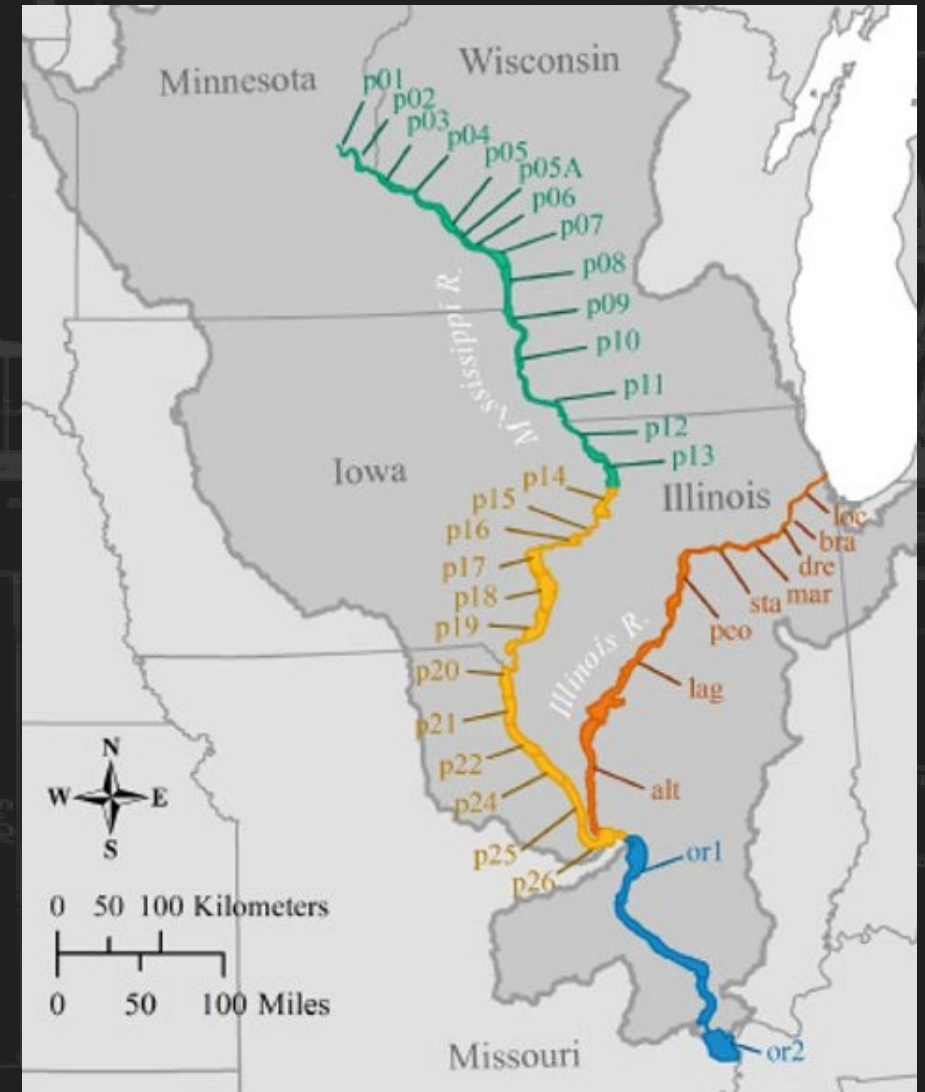 Minnesota
Wisconsin
p01
p02
p03
p04
p05
p05A
p06
p07
p08
p09
p10
p11
p12
p13
Mississippi R.
Iowa
Illinois
p14
p15
p16
p17
p18
p19
p20
p21
p22
p24
p25
p26
loc
bra
dre
mar
sta
peo
lag
alt
Illinois R.
or1
or2
N
W E
S
0 50 100 Kilometers
0 50 100 Miles
Missouri